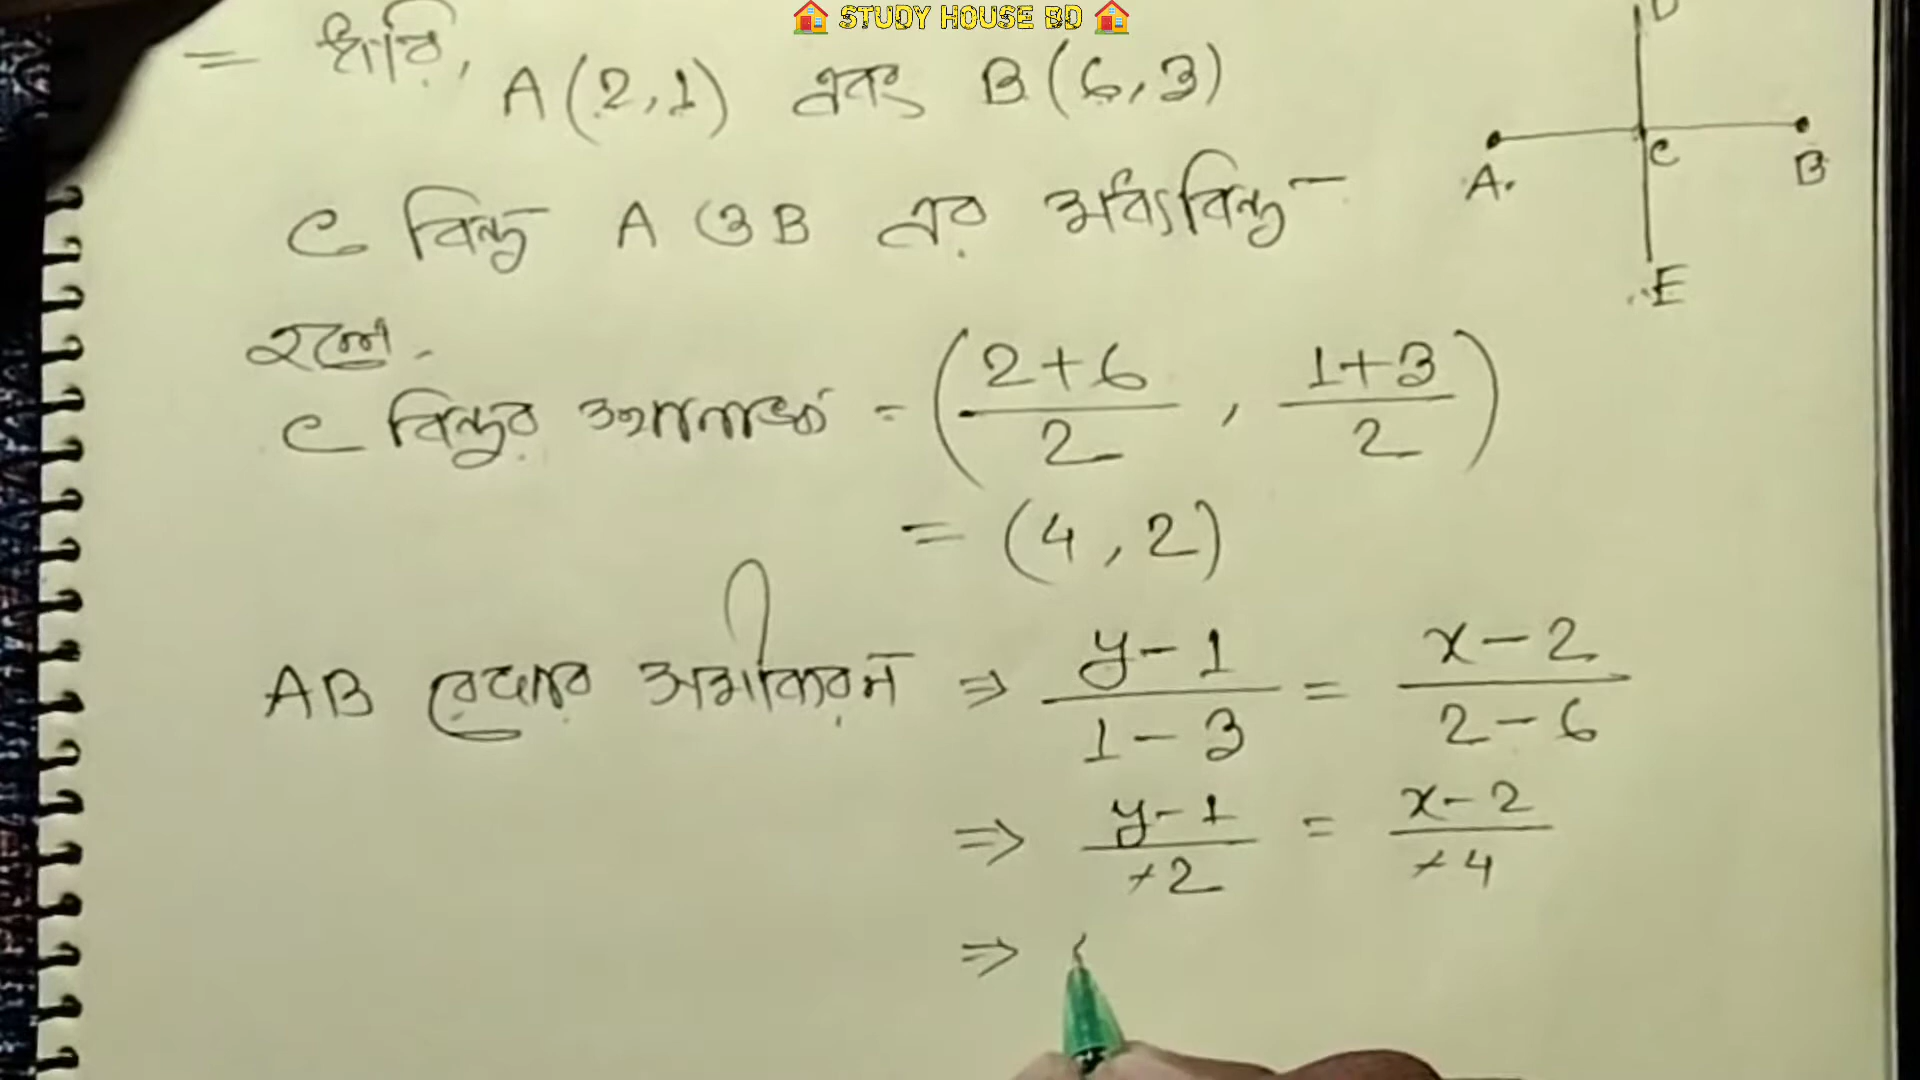 🏠 STUDY HOUSE BD 🏠
= ধরি, A(2,1) এবং B(6,3)
C বিন্দু A ও B এর মধ্যবিন্দু
হলে,
C বিন্দুর স্থানাঙ্ক = (2+6/2 , 1+3/2)
= (4,2)
AB রেখার সমীকরন ⇒ y-1/1-3 = x-2/2-6
⇒ y-1/-2 = x-2/-4
⇒
D
A. C B
E